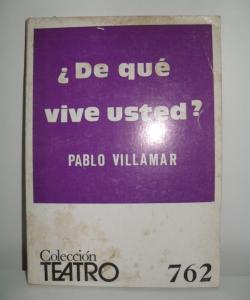 ¿De qué
vive usted?
PABLO VILLAMAR
Colección
TEATRO
762